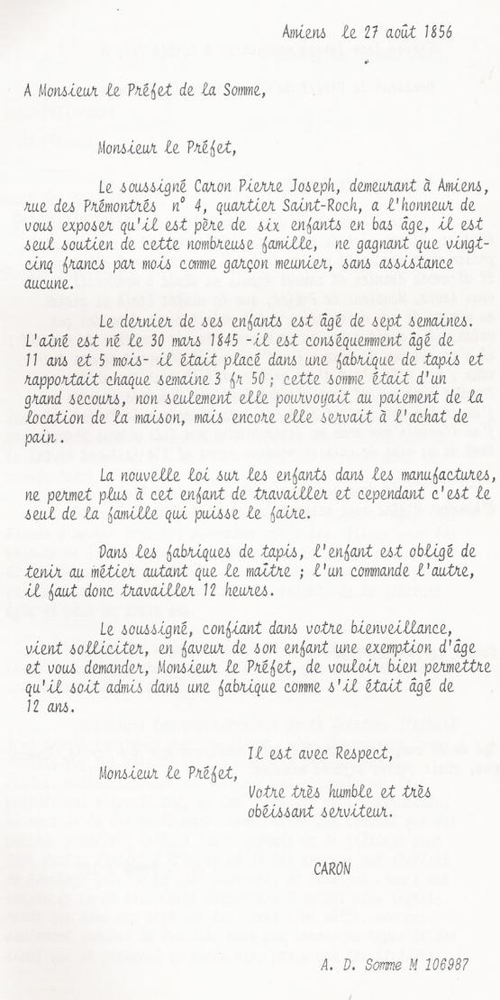 Amiens le 27 août 1856
A Monsieur le Préfet de la Somme,
Monsieur le Préfet,
Le soussigné Caron Pierre Joseph, demeurant à Amiens,
rue des Prémontrés n° 4, quartier Saint-Roch, a l'honneur de
vous exposer qu'il est père de six enfants en bas âge, il est
seul soutien de cette nombreuse famille, ne gagnant que vingt-
cinq francs par mois comme garçon meunier, sans assistance
aucune.
Le dernier de ses enfants est âgé de sept semaines.
L'aîné est né le 30 mars 1845 -il est conséquemment âgé de
11 ans et 5 mois- il était placé dans une fabrique de tapis et
rapportait chaque semaine 3 fr 50 ; cette somme était d'un
grand secours, non seulement elle pourvoyait au paiement de la
location de la maison, mais encore elle servait à l'achat de
pain.
La nouvelle loi sur les enfants dans les manufactures,
ne permet plus à cet enfant de travailler et cependant c'est le
seul de la famille qui puisse le faire.
Dans les fabriques de tapis, l'enfant est obligé de
tenir au métier autant que le maître ; l'un commande l'autre,
il faut donc travailler 12 heures.
Le soussigné, confiant dans votre bienveillance,
vient solliciter, en faveur de son enfant une exemption d'âge
et vous demander, Monsieur le Préfet, de vouloir bien permettre
qu'il soit admis dans une fabrique comme s'il était âgé de
12 ans.
Il est avec Respect,
Monsieur le Préfet,
Votre très humble et très
obéissant serviteur.
CARON
A. D. Somme M 106987